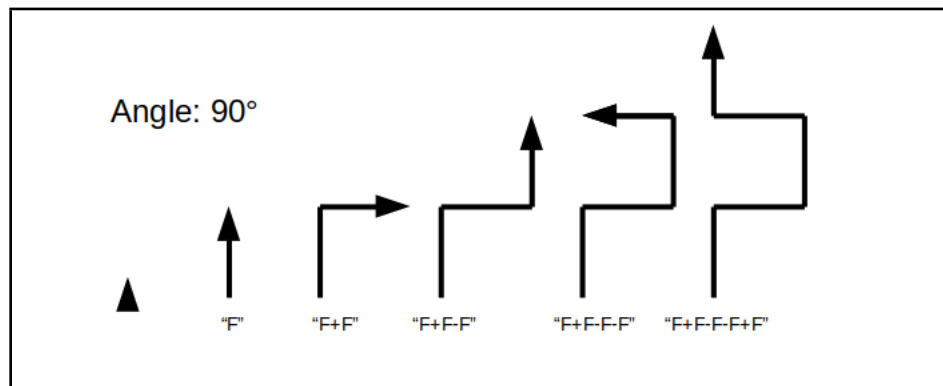 Angle: 90°
“F” “F+F” “F+F-F” “F+F-F-F” “F+F-F-F+F”